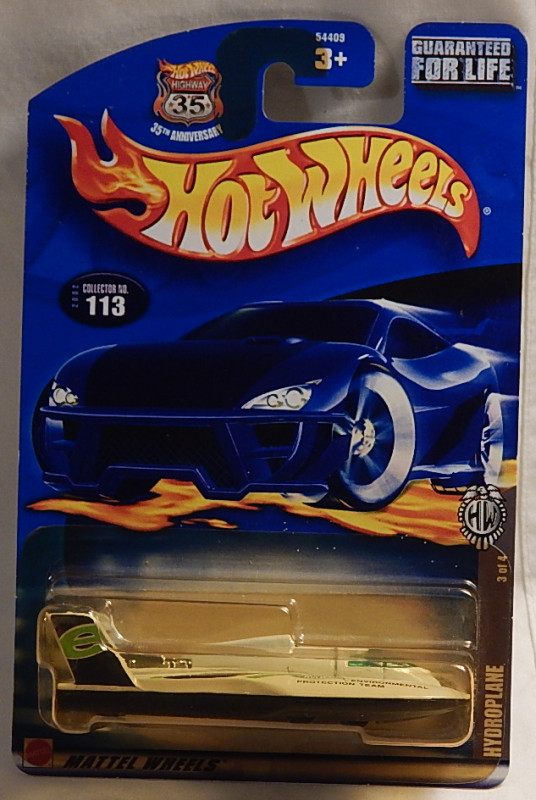 54409
3+
GUARANTEED
FOR LIFE
Hot Wheels
HIGHWAY
35
35TH ANNIVERSARY
Hot Wheels
®
COLLECTOR NO.
113
HW
3 of 4
HYDROPLANE
e
ENVIRONMENTAL
PROTECTION TEAM
MATTEL WHEELS